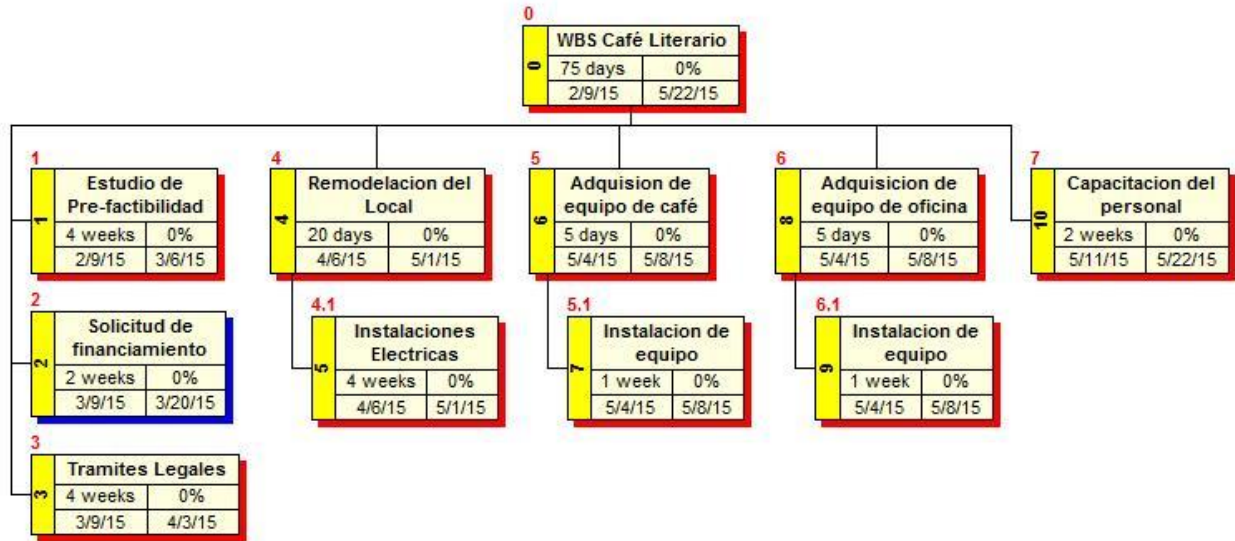 0
WBS Café Literario
0
75 days 0%
2/9/15 5/22/15
1
Estudio de
Pre-factibilidad
1
4 weeks 0%
2/9/15 3/6/15
2
Solicitud de
financiamiento
2
2 weeks 0%
3/9/15 3/20/15
3
Tramites Legales
3
4 weeks 0%
3/9/15 4/3/15
4
Remodelacion del
Local
4
20 days 0%
4/6/15 5/1/15
4.1
Instalaciones
Electricas
5
4 weeks 0%
4/6/15 5/1/15
5
Adquision de
equipo de café
6
5 days 0%
5/4/15 5/8/15
5.1
Instalacion de
equipo
7
1 week 0%
5/4/15 5/8/15
6
Adquisicion de
equipo de oficina
8
5 days 0%
5/4/15 5/8/15
6.1
Instalacion de
equipo
9
1 week 0%
5/4/15 5/8/15
7
Capacitacion del
personal
10
2 weeks 0%
5/11/15 5/22/15